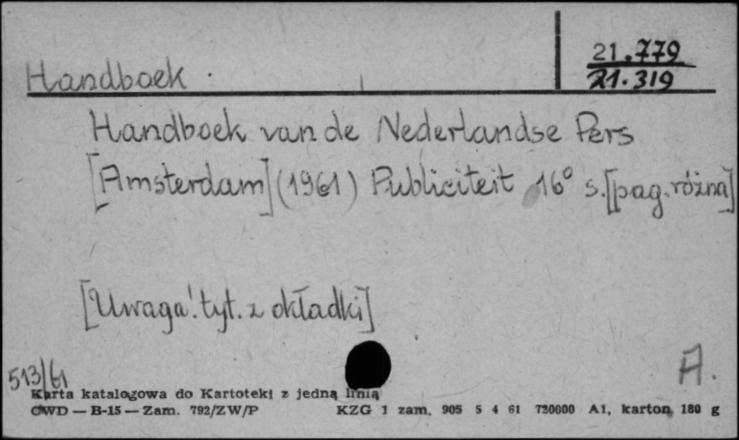 21.779
Handboek. 21.319
Handboek van de Nederlandse Pers
[Amsterdam] (1961) Publiciteit 16° s. [pag. różna]
[Uwaga! tyt. z okładki]
513/61 A.
Karta katalogowa do Kartoteki z jedną linią
CWD — B-15 — Zam. 792/ZW/P KZG 1 zam. 905 5 4 61 720000 A1, karton 180 g